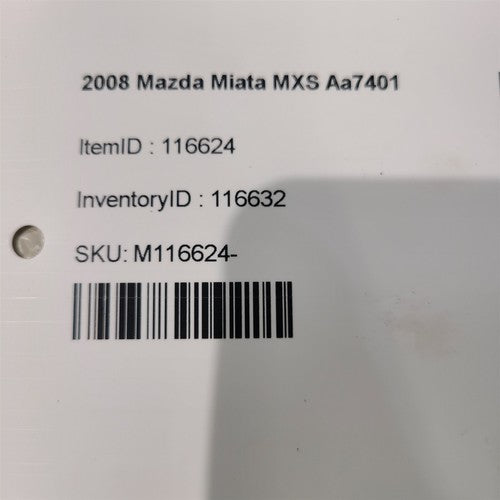 2008 Mazda Miata MXS Aa7401
ItemID : 116624
InventoryID : 116632
SKU: M116624-